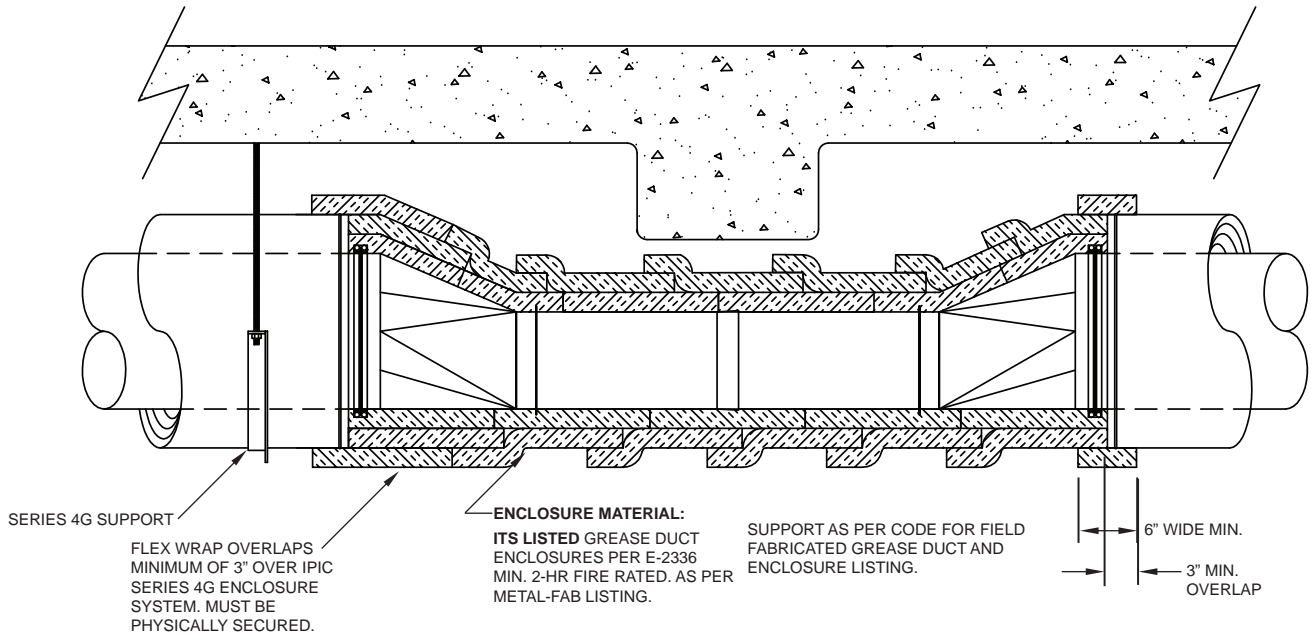 SERIES 4G SUPPORT
FLEX WRAP OVERLAPS
MINIMUM OF 3” OVER IPIC
SERIES 4G ENCLOSURE
SYSTEM. MUST BE
PHYSICALLY SECURED.
ENCLOSURE MATERIAL:
ITS LISTED GREASE DUCT
ENCLOSURES PER E-2336
MIN. 2-HR FIRE RATED. AS PER
METAL-FAB LISTING.
SUPPORT AS PER CODE FOR FIELD
FABRICATED GREASE DUCT AND
ENCLOSURE LISTING.
6” WIDE MIN.
3” MIN.
OVERLAP